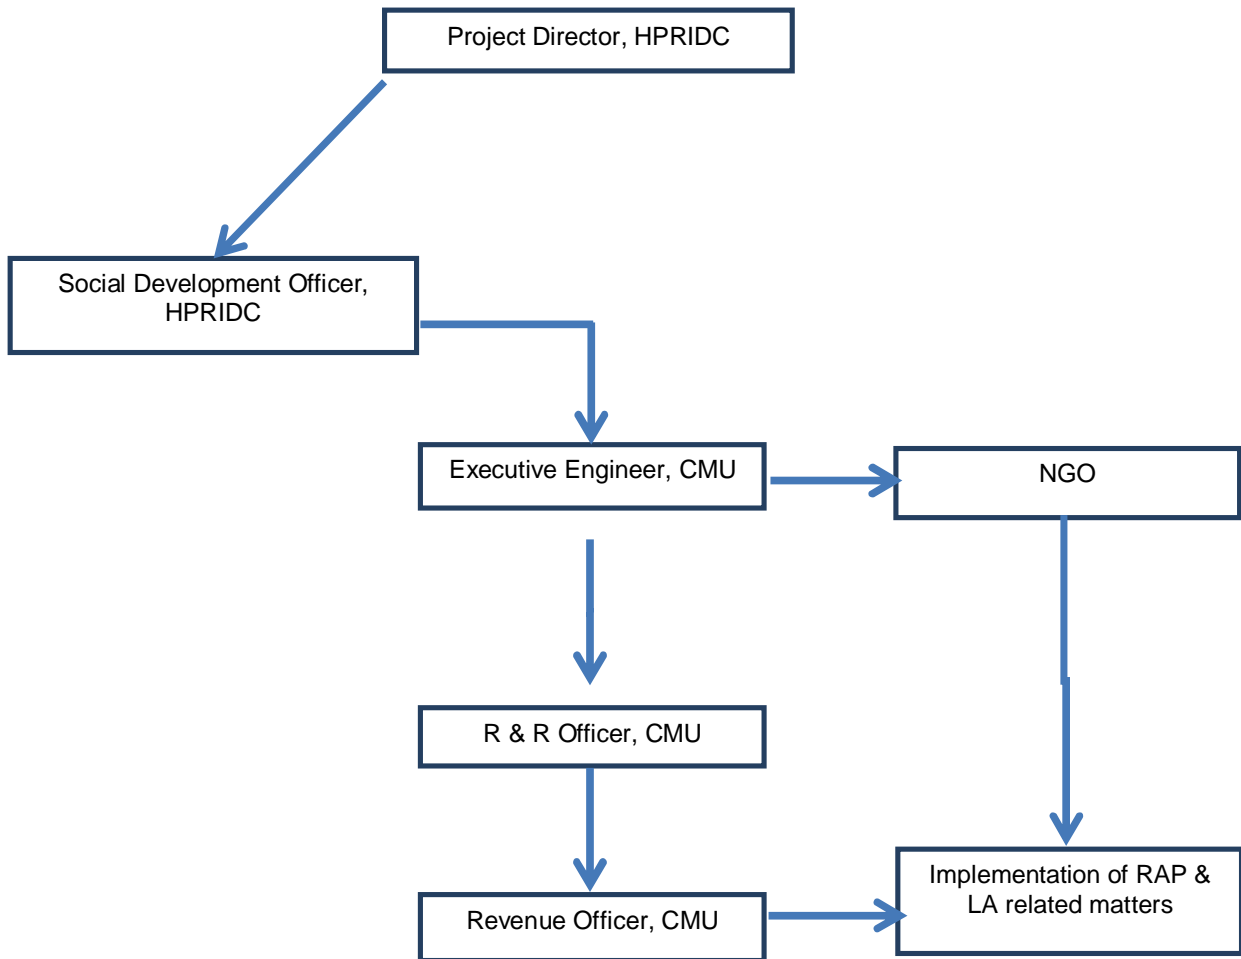 Project Director, HPRIDC
Social Development Officer,
HPRIDC
Executive Engineer, CMU
NGO
R & R Officer, CMU
Implementation of RAP &
LA related matters
Revenue Officer, CMU